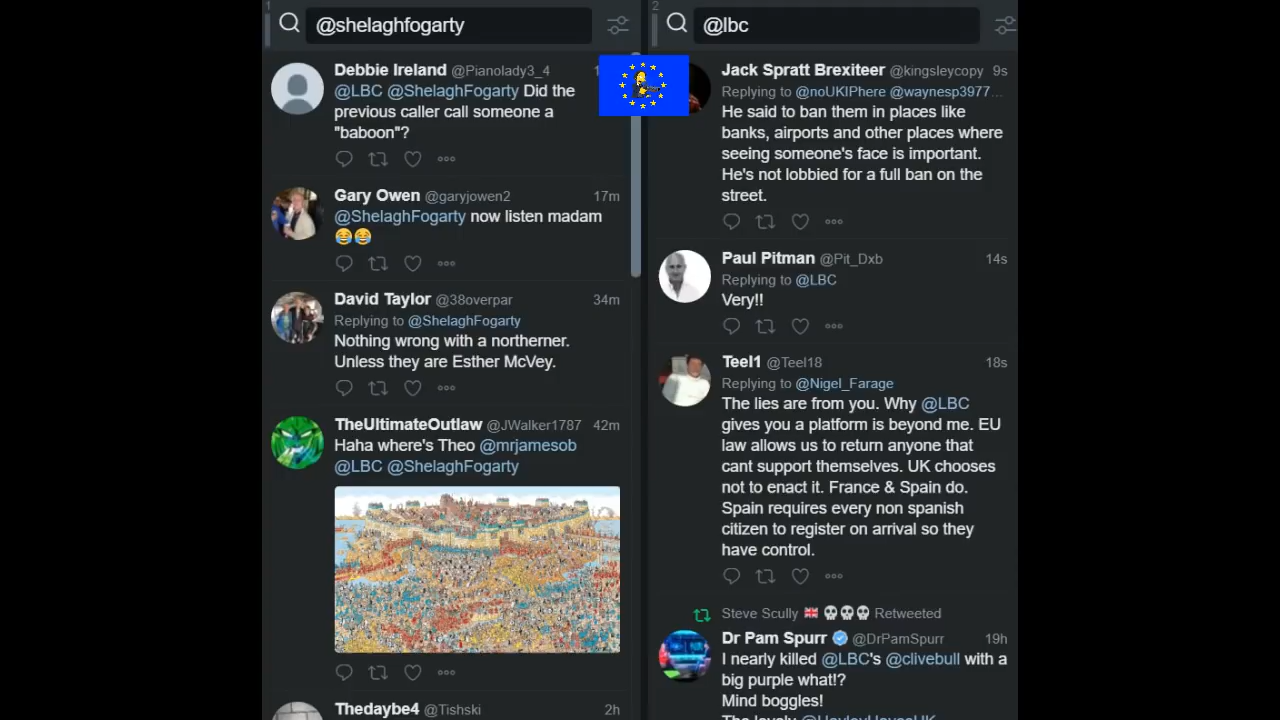 1
@shelaghfogarty
Debbie Ireland @Pianolady3_4
@LBC @ShelaghFogarty Did the
previous caller call someone a
"baboon"?
Gary Owen @garyjowen2 17m
@ShelaghFogarty now listen madam
😂😂
David Taylor @38overpar 34m
Replying to @ShelaghFogarty
Nothing wrong with a northerner.
Unless they are Esther McVey.
TheUltimateOutlaw @JWalker1787 42m
Haha where's Theo @mrjamesob
@LBC @ShelaghFogarty
Thedaybe4 @Tishski 2h
2
@lbc
Jack Spratt Brexiteer @kingsleycopy 9s
Replying to @noUKIPhere @waynesp3977...
He said to ban them in places like
banks, airports and other places where
seeing someone's face is important.
He's not lobbied for a full ban on the
street.
Paul Pitman @Pit_Dxb 14s
Replying to @LBC
Very!!
Teel1 @Teel18 18s
Replying to @Nigel_Farage
The lies are from you. Why @LBC
gives you a platform is beyond me. EU
law allows us to return anyone that
cant support themselves. UK chooses
not to enact it. France & Spain do.
Spain requires every non spanish
citizen to register on arrival so they
have control.
Steve Scully 🇬🇧 💀💀💀 Retweeted
Dr Pam Spurr @DrPamSpurr 19h
I nearly killed @LBC's @clivebull with a
big purple what!?
Mind boggles!
The lovely @HayleyHayesUK